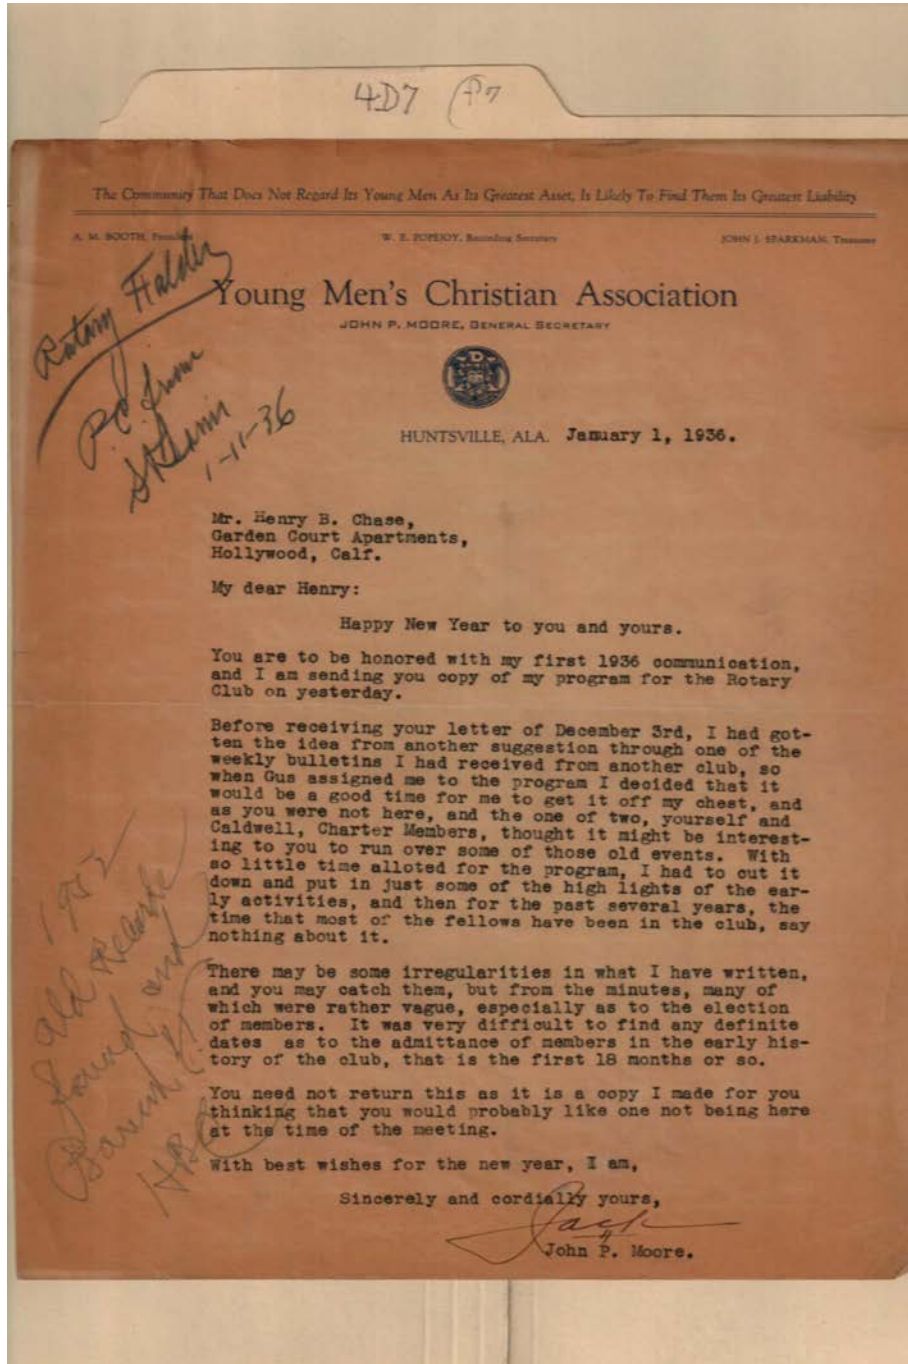 4D7 P7
The Community That Does Not Regard Its Young Men As Its Greatest Asset, Is Likely To Find Them Its Greatest Liability
A. M. BOOTH, President W. E. POPEJOY, Recording Secretary JOHN J. SPARKMAN, Treasurer
Rotary
Young Men's Christian Association
JOHN P. MOORE, GENERAL SECRETARY
from
1-11-36
HUNTSVILLE, ALA. January 1, 1936.
Mr. Henry B. Chase,
Garden Court Apartments,
Hollywood, Calf.
My dear Henry:
Happy New Year to you and yours.
You are to be honored with my first 1936 communication,
and I am sending you copy of my program for the Rotary
Club on yesterday.
Before receiving your letter of December 3rd, I had got-
ten the idea from another suggestion through one of the
weekly bulletins I had received from another club, so
when Gus assigned me to the program I decided that it
would be a good time for me to get it off my chest, and
as you were not here, and the one of two, yourself and
Caldwell, Charter Members, thought it might be interest-
ing to you to run over some of those old events. With
so little time alloted for the program, I had to cut it
down and put in just some of the high lights of the ear-
ly activities, and then for the past several years, the
time that most of the fellows have been in the club, say
nothing about it.
There may be some irregularities in what I have written,
and you may catch them, but from the minutes, many of
which were rather vague, especially as to the election
of members. It was very difficult to find any definite
dates as to the admittance of members in the early his-
tory of the club, that is the first 18 months or so.
You need not return this as it is a copy I made for you
thinking that you would probably like one not being here
at the time of the meeting.
With best wishes for the new year, I am,
Sincerely and cordially yours,
Jack
John P. Moore.
1952
old
Found and
HBC